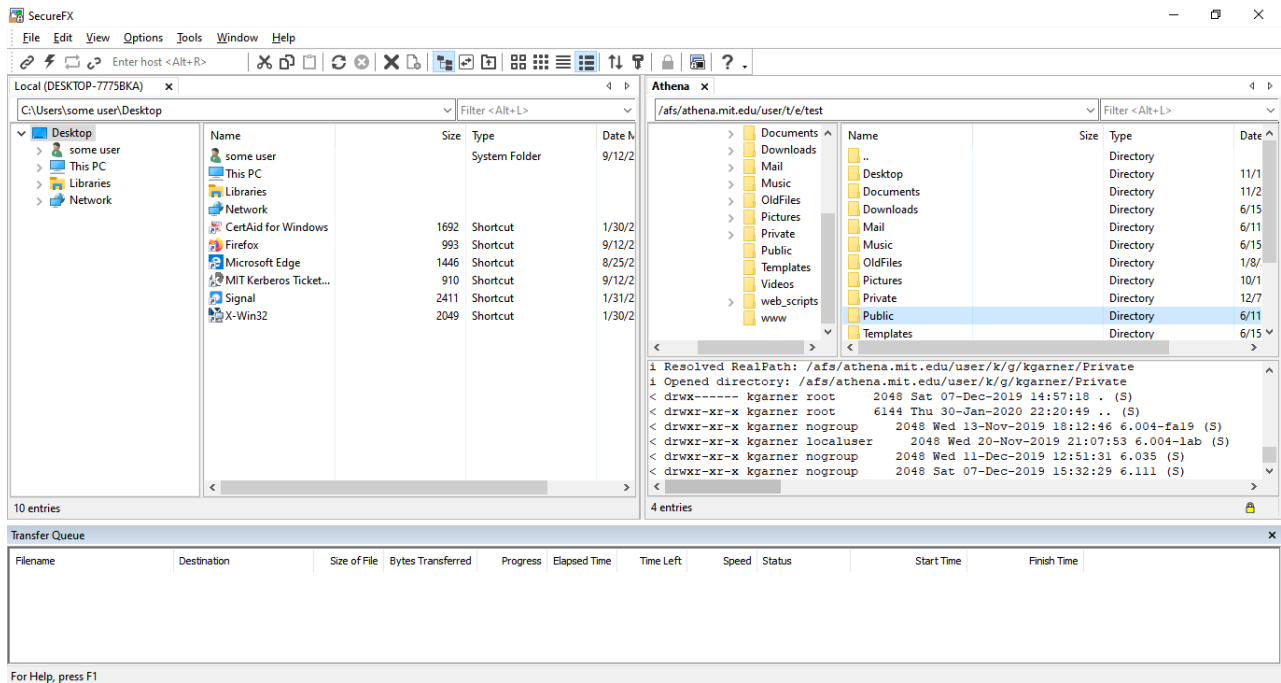 SecureFX
File Edit View Options Tools Window Help
Enter host <Alt+R>
Local (DESKTOP-7775BKA)
C:\Users\some user\Desktop
Filter <Alt+L>
Desktop
some user
This PC
Libraries
Network
Name Size Type Date M
some user System Folder 9/12/2
This PC
Libraries
Network
CertAid for Windows 1692 Shortcut 1/30/2
Firefox 993 Shortcut 9/12/2
Microsoft Edge 1446 Shortcut 8/25/2
MIT Kerberos Ticket... 910 Shortcut 9/12/2
Signal 2411 Shortcut 1/31/2
X-Win32 2049 Shortcut 1/30/2
10 entries
Athena
/afs/athena.mit.edu/user/t/e/test
Filter <Alt+L>
Documents
Downloads
Mail
Music
OldFiles
Pictures
Private
Public
Templates
Videos
web_scripts
www
Name Size Type Date
.. Directory
Desktop Directory 11/1
Documents Directory 11/2
Downloads Directory 6/15
Mail Directory 6/11
Music Directory 6/15
OldFiles Directory 1/8/
Pictures Directory 10/1
Private Directory 12/7
Public Directory 6/11
Templates Directory 6/15
i Resolved RealPath: /afs/athena.mit.edu/user/k/g/kgarner/Private
i Opened directory: /afs/athena.mit.edu/user/k/g/kgarner/Private
< drwx------ kgarner root 2048 Sat 07-Dec-2019 14:57:18 . (S)
< drwxr-xr-x kgarner root 6144 Thu 30-Jan-2020 22:20:49 .. (S)
< drwxr-xr-x kgarner nogroup 2048 Wed 13-Nov-2019 18:12:46 6.004-fa19 (S)
< drwxr-xr-x kgarner localuser 2048 Wed 20-Nov-2019 21:07:53 6.004-lab (S)
< drwxr-xr-x kgarner nogroup 2048 Wed 11-Dec-2019 12:51:31 6.035 (S)
< drwxr-xr-x kgarner nogroup 2048 Sat 07-Dec-2019 15:32:29 6.111 (S)
4 entries
Transfer Queue
Filename Destination Size of File Bytes Transferred Progress Elapsed Time Time Left Speed Status Start Time Finish Time
For Help, press F1